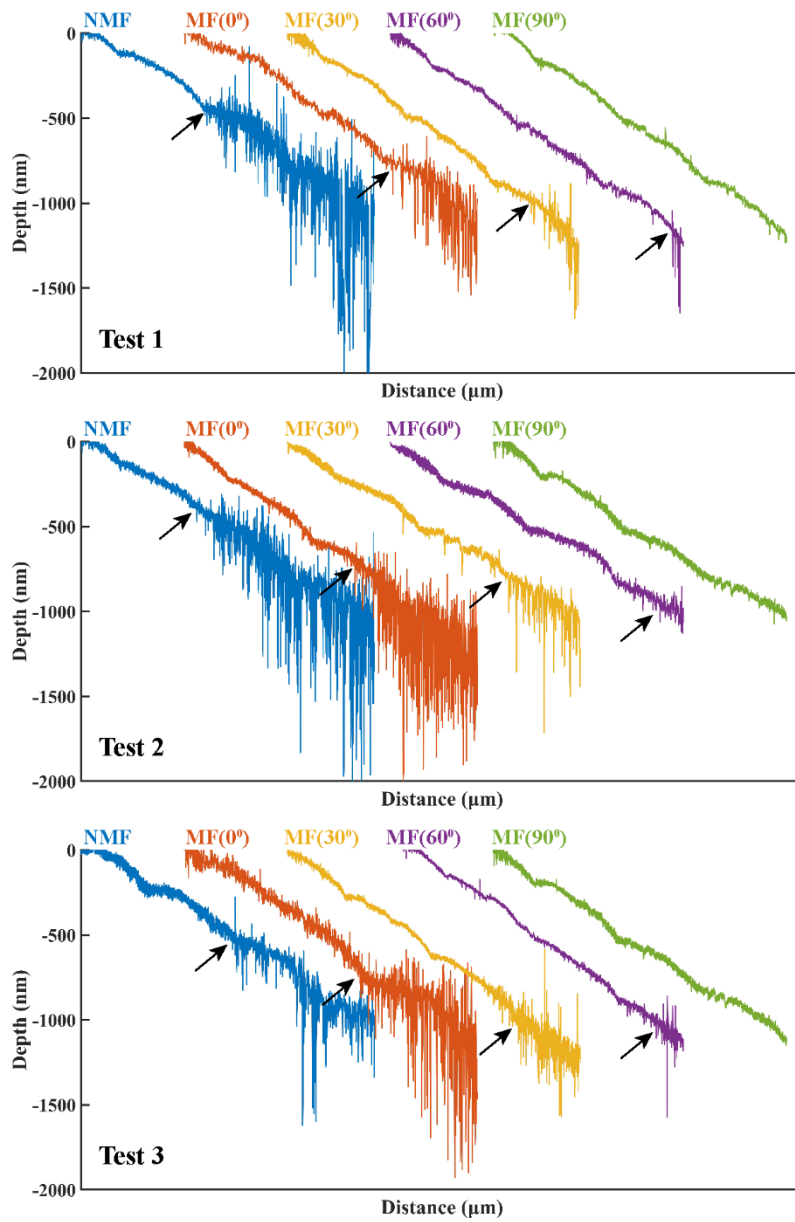 NMF MF(0⁰) MF(30⁰) MF(60⁰) MF(90⁰)
0
-500
-1000
-1500
-2000
Depth (nm)
Test 1
Distance (µm)
NMF MF(0⁰) MF(30⁰) MF(60⁰) MF(90⁰)
0
-500
-1000
-1500
-2000
Depth (nm)
Test 2
Distance (µm)
NMF MF(0⁰) MF(30⁰) MF(60⁰) MF(90⁰)
0
-500
-1000
-1500
-2000
Depth (nm)
Test 3
Distance (µm)